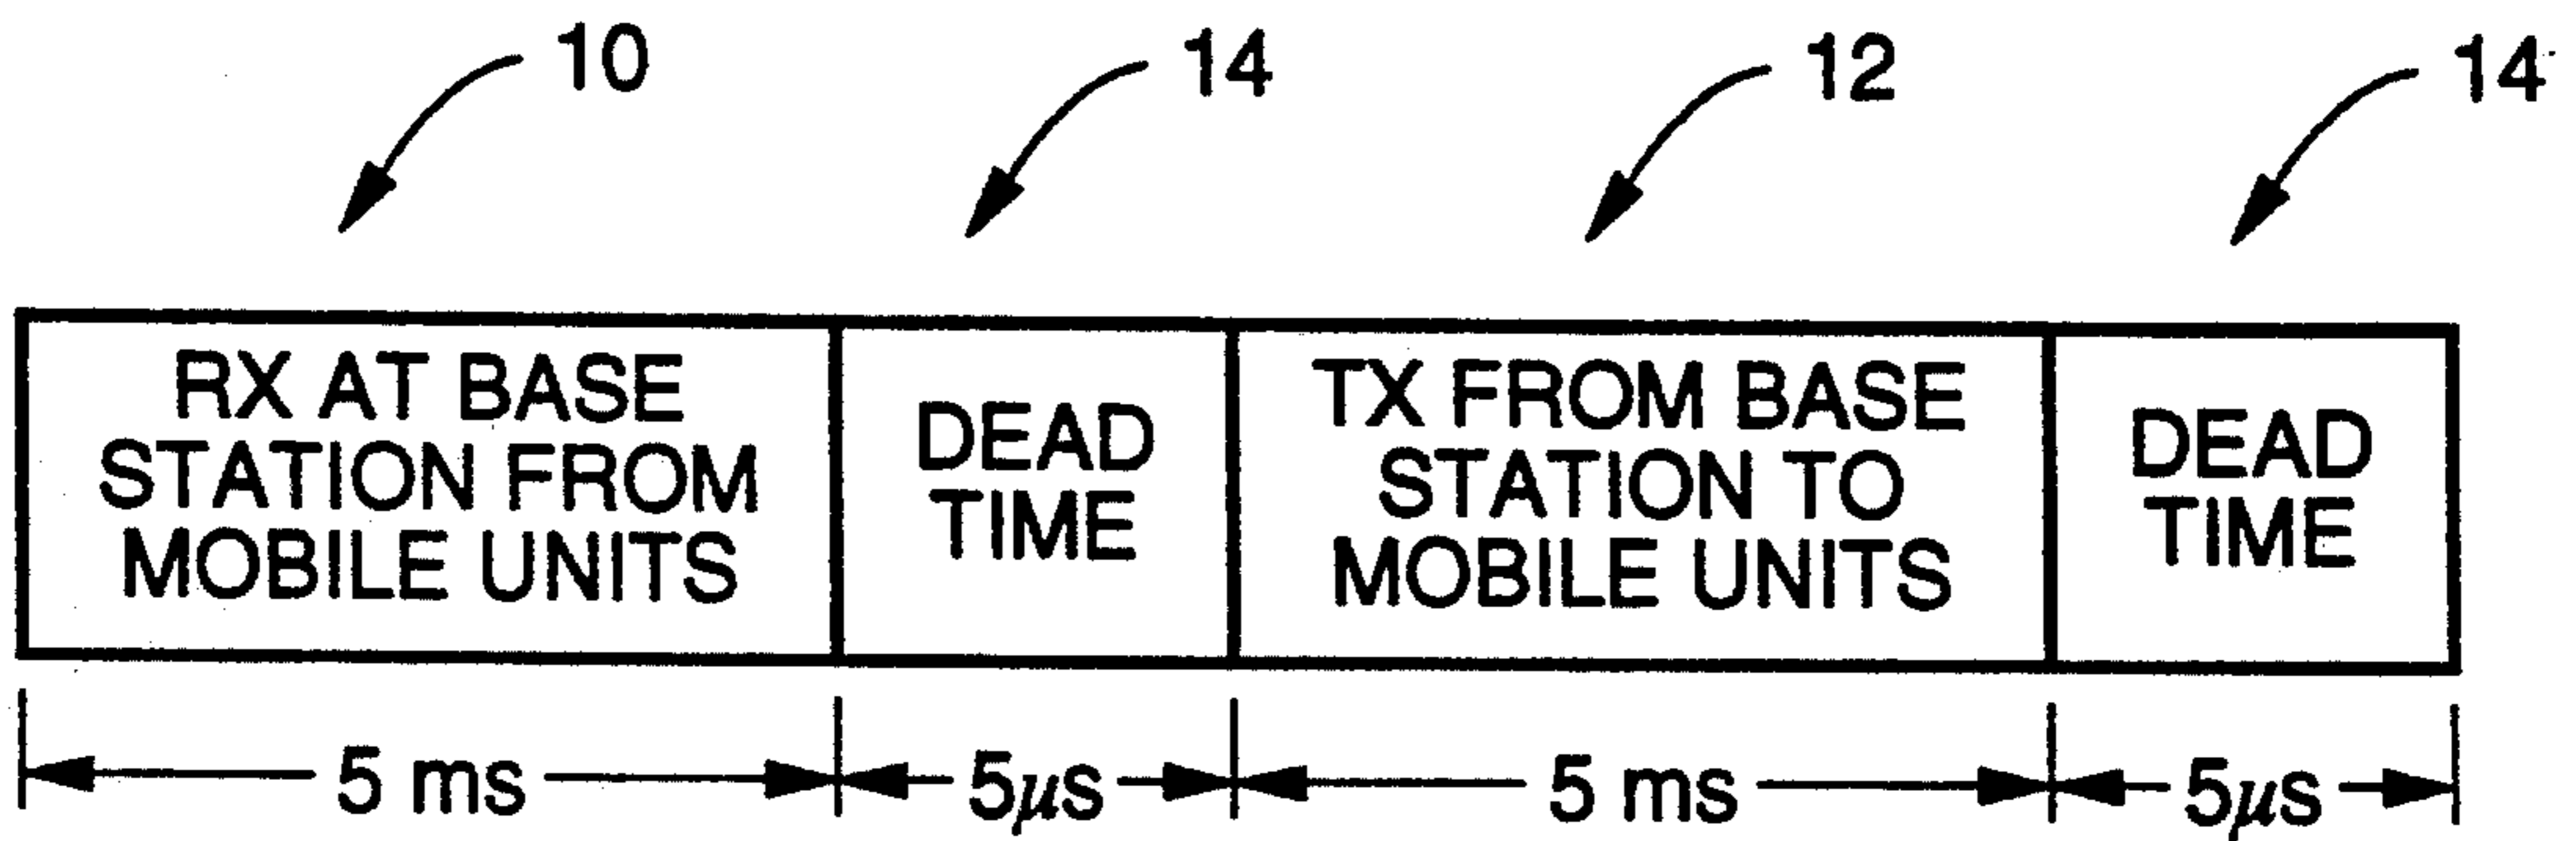 10
14
12
14
RX AT BASE
STATION FROM
MOBILE UNITS
DEAD
TIME
TX FROM BASE
STATION TO
MOBILE UNITS
DEAD
TIME
5 ms
5μs
5 ms
5μs